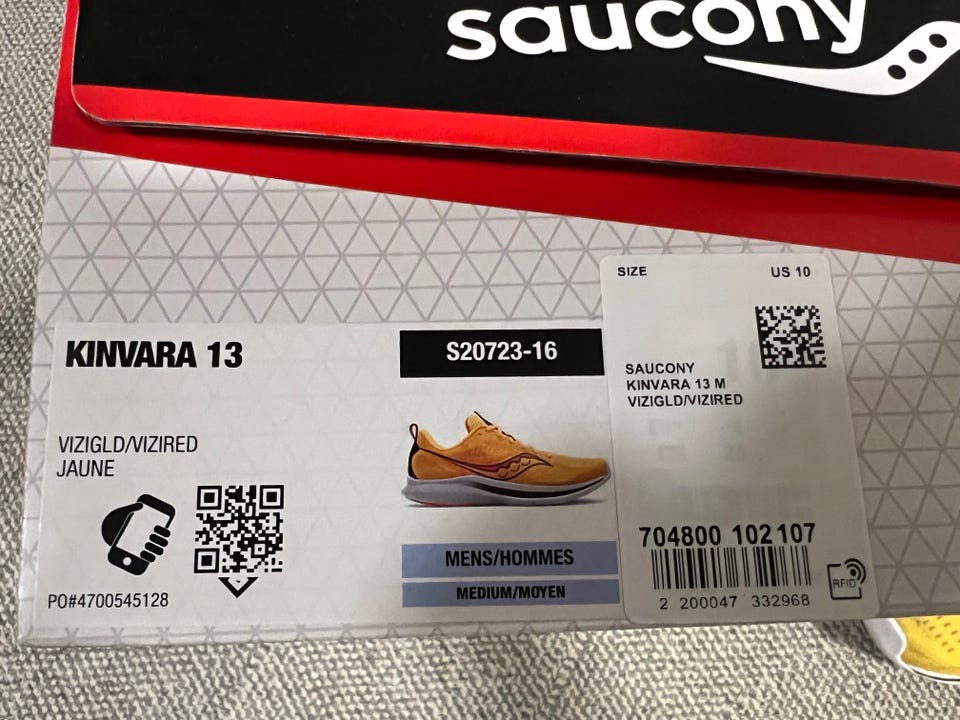 saucony
KINVARA 13
S20723-16
VIZIGLD/VIZIRED
JAUNE
MENS/HOMMES
MEDIUM/MOYEN
PO#4700545128
SIZE US 10
SAUCONY
KINVARA 13 M
VIZIGLD/VIZIRED
704800 102107
2 200047 332968
RFID